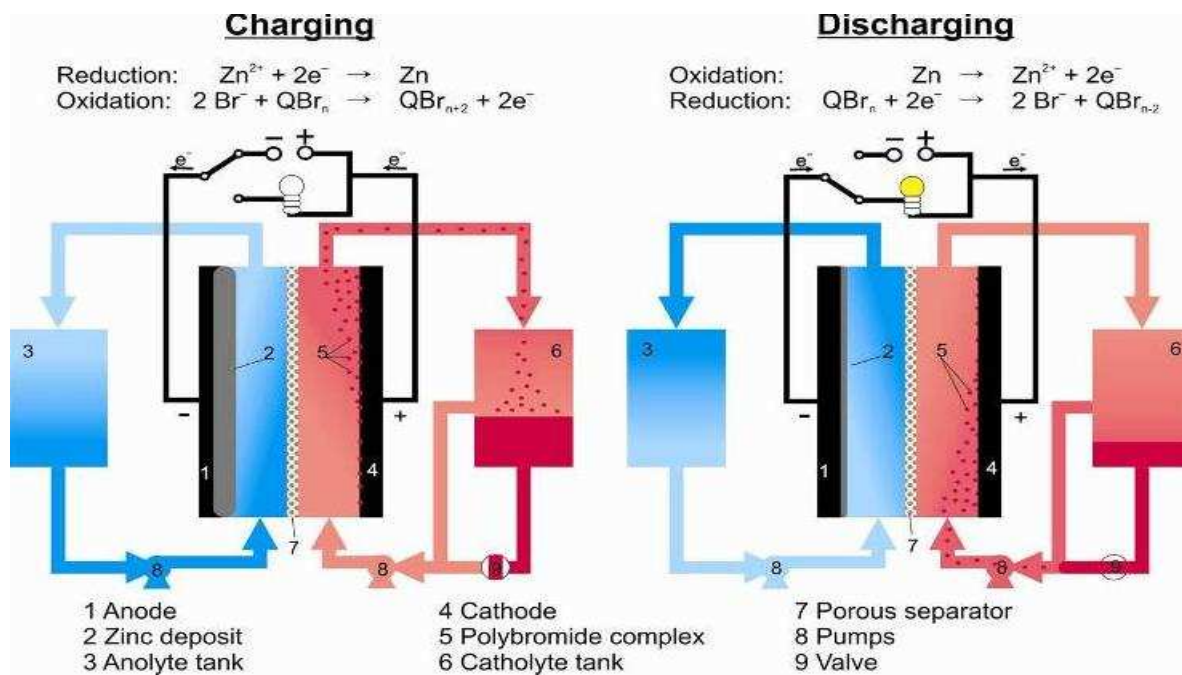 Charging
Reduction: Zn²⁺ + 2e⁻ → Zn
Oxidation: 2 Br⁻ + QBrₙ → QBrₙ₊₂ + 2e⁻
− +
e⁻ e⁻
3
2
5
6
− +
1
4
7
8
8
9
Discharging
Oxidation: Zn → Zn²⁺ + 2e⁻
Reduction: QBrₙ + 2e⁻ → 2 Br⁻ + QBrₙ₋₂
− +
e⁻ e⁻
3
2
5
6
− +
1
4
7
8
8
9
1 Anode
2 Zinc deposit
3 Anolyte tank
4 Cathode
5 Polybromide complex
6 Catholyte tank
7 Porous separator
8 Pumps
9 Valve